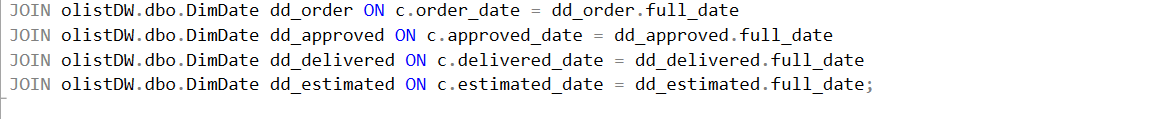 JOIN olistDW.dbo.DimDate dd_order ON c.order_date = dd_order.full_date
JOIN olistDW.dbo.DimDate dd_approved ON c.approved_date = dd_approved.full_date
JOIN olistDW.dbo.DimDate dd_delivered ON c.delivered_date = dd_delivered.full_date
JOIN olistDW.dbo.DimDate dd_estimated ON c.estimated_date = dd_estimated.full_date;